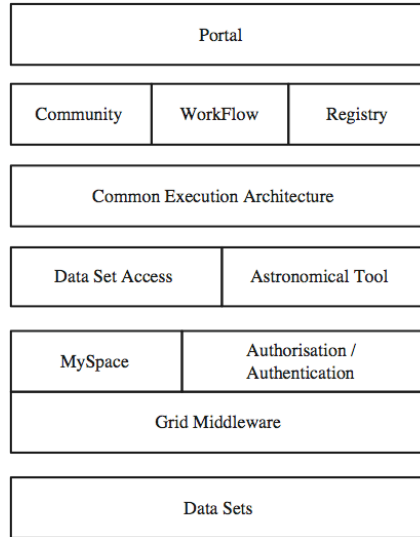 Portal
Community
WorkFlow
Registry
Common Execution Architecture
Data Set Access
Astronomical Tool
MySpace
Authorisation /
Authentication
Grid Middleware
Data Sets